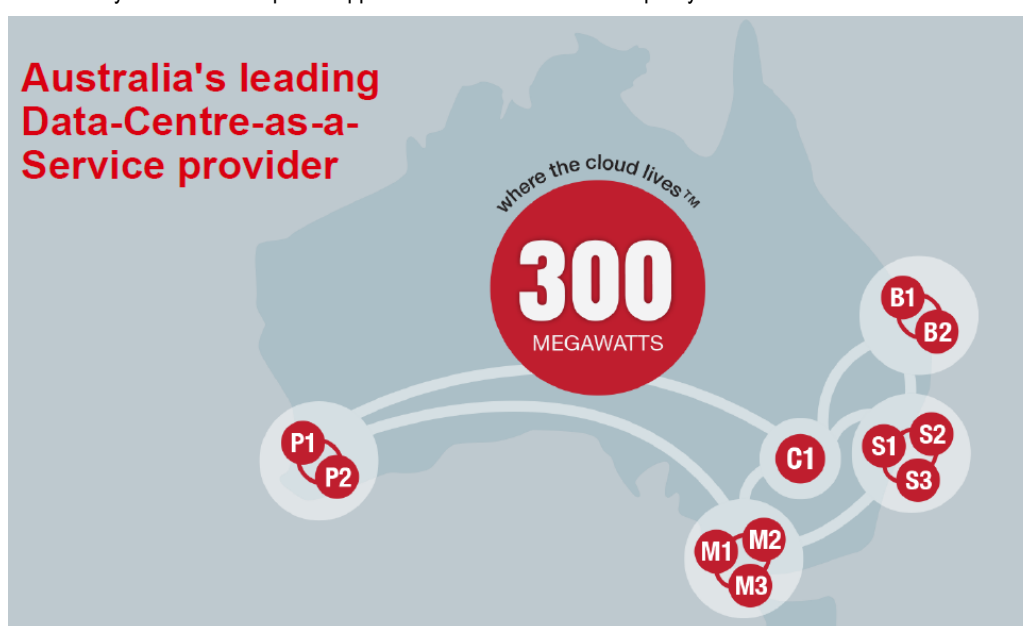 Australia's leading
Data-Centre-as-a-
Service provider
where the cloud lives™
300
MEGAWATTS
B1
B2
P1
P2
C1
S1
S2
S3
M1
M2
M3